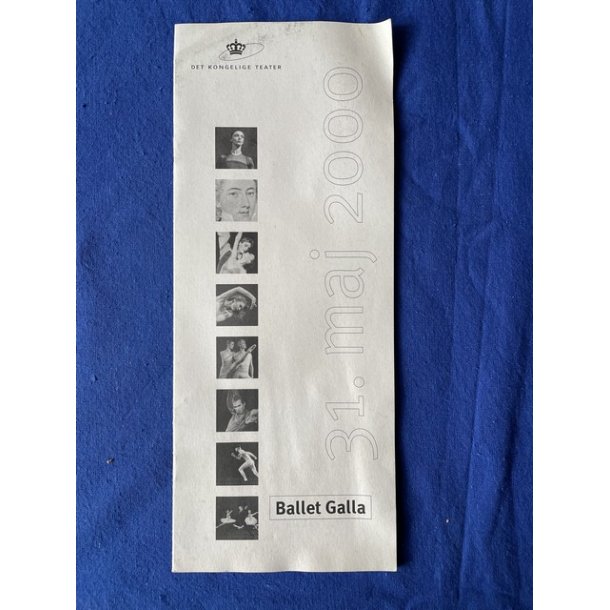 DET KONGELIGE TEATER
31. maj 2000
Ballet Galla